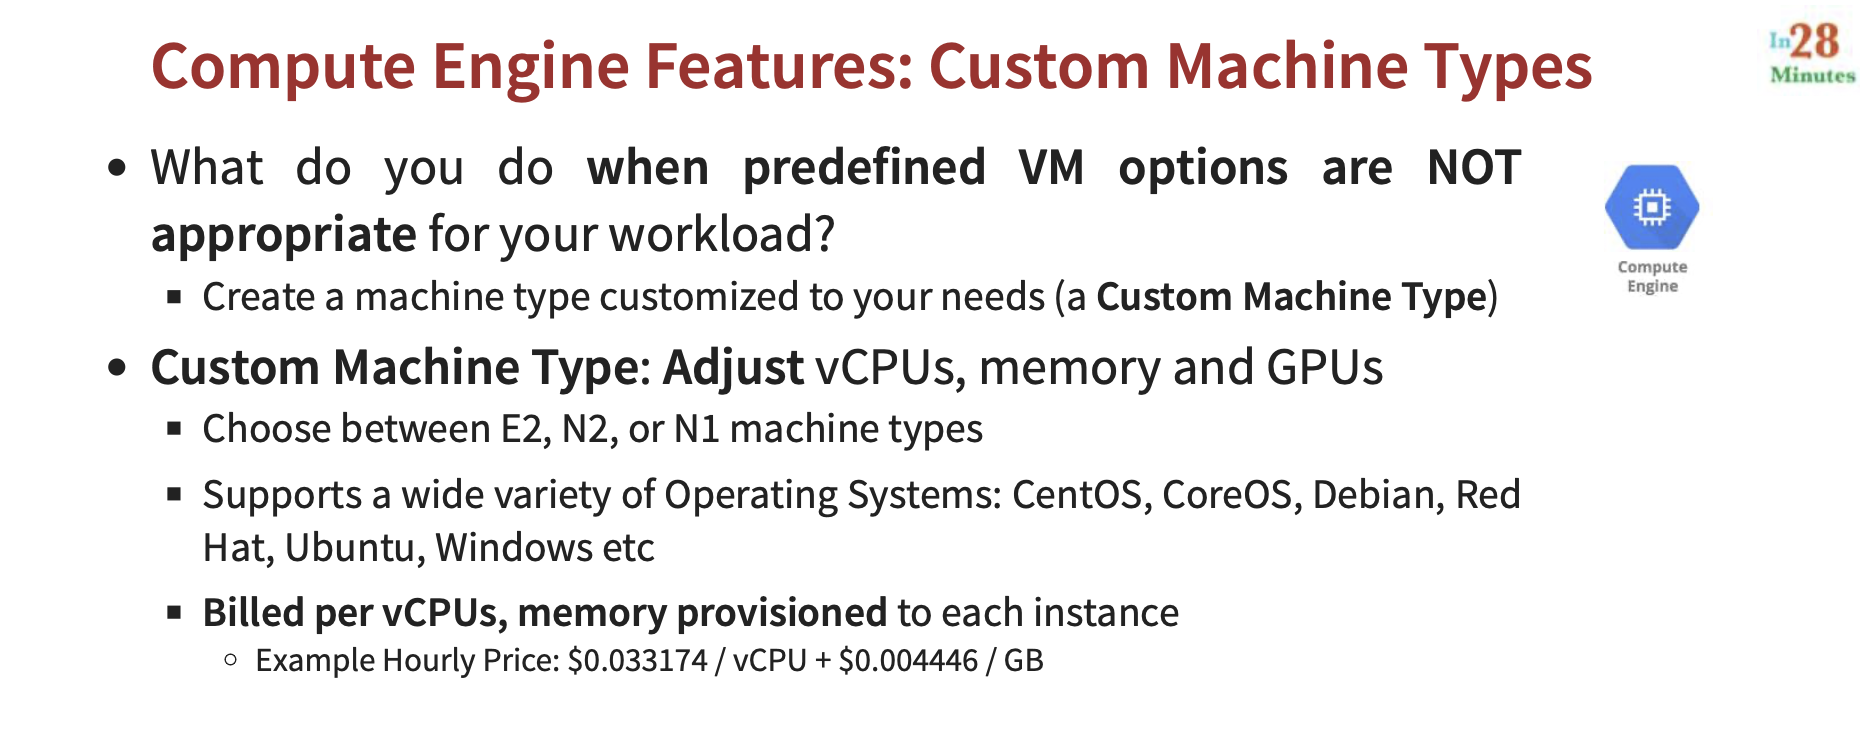 Compute Engine Features: Custom Machine Types
In28
Minutes
• What do you do when predefined VM options are NOT
appropriate for your workload?
▪ Create a machine type customized to your needs (a Custom Machine Type)
Compute
Engine
• Custom Machine Type: Adjust vCPUs, memory and GPUs
▪ Choose between E2, N2, or N1 machine types
▪ Supports a wide variety of Operating Systems: CentOS, CoreOS, Debian, Red
Hat, Ubuntu, Windows etc
▪ Billed per vCPUs, memory provisioned to each instance
○ Example Hourly Price: $0.033174 / vCPU + $0.004446 / GB